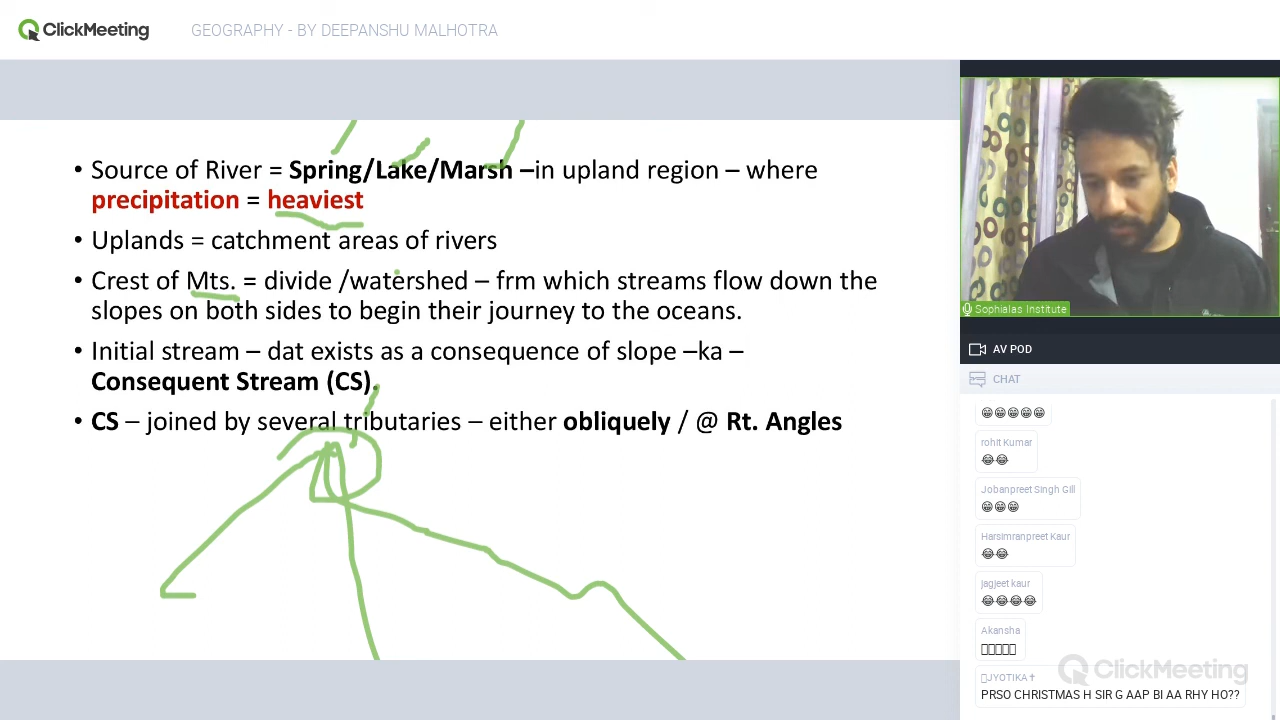 ClickMeeting
GEOGRAPHY - BY DEEPANSHU MALHOTRA
• Source of River = Spring/Lake/Marsh –in upland region – where
precipitation = heaviest
• Uplands = catchment areas of rivers
• Crest of Mts. = divide /watershed – frm which streams flow down the
slopes on both sides to begin their journey to the oceans.
• Initial stream – dat exists as a consequence of slope –ka –
Consequent Stream (CS).
• CS – joined by several tributaries – either obliquely / @ Rt. Angles
Sophialas Institute
AV POD
CHAT
😁😁😁😁😁
rohit Kumar
😂😂
Jobanpreet Singh Gill
😁😁😁
Harsimranpreet Kaur
😂😂
jagjeet kaur
😂😂😂😂
Akansha
JYOTIKA✝
PRSO CHRISTMAS H SIR G AAP BI AA RHY HO??
ClickMeeting